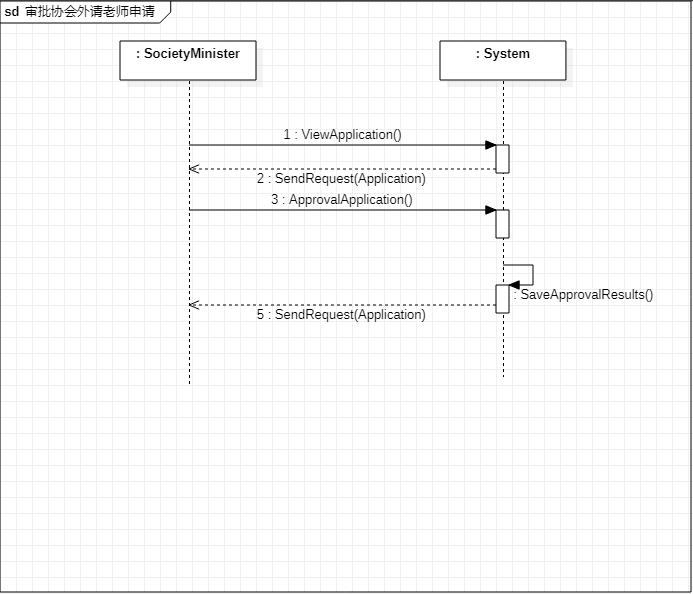 sd 审批协会外请老师申请
: SocietyMinister
: System
1 : ViewApplication()
2 : SendRequest(Application)
3 : ApprovalApplication()
: SaveApprovalResults()
5 : SendRequest(Application)